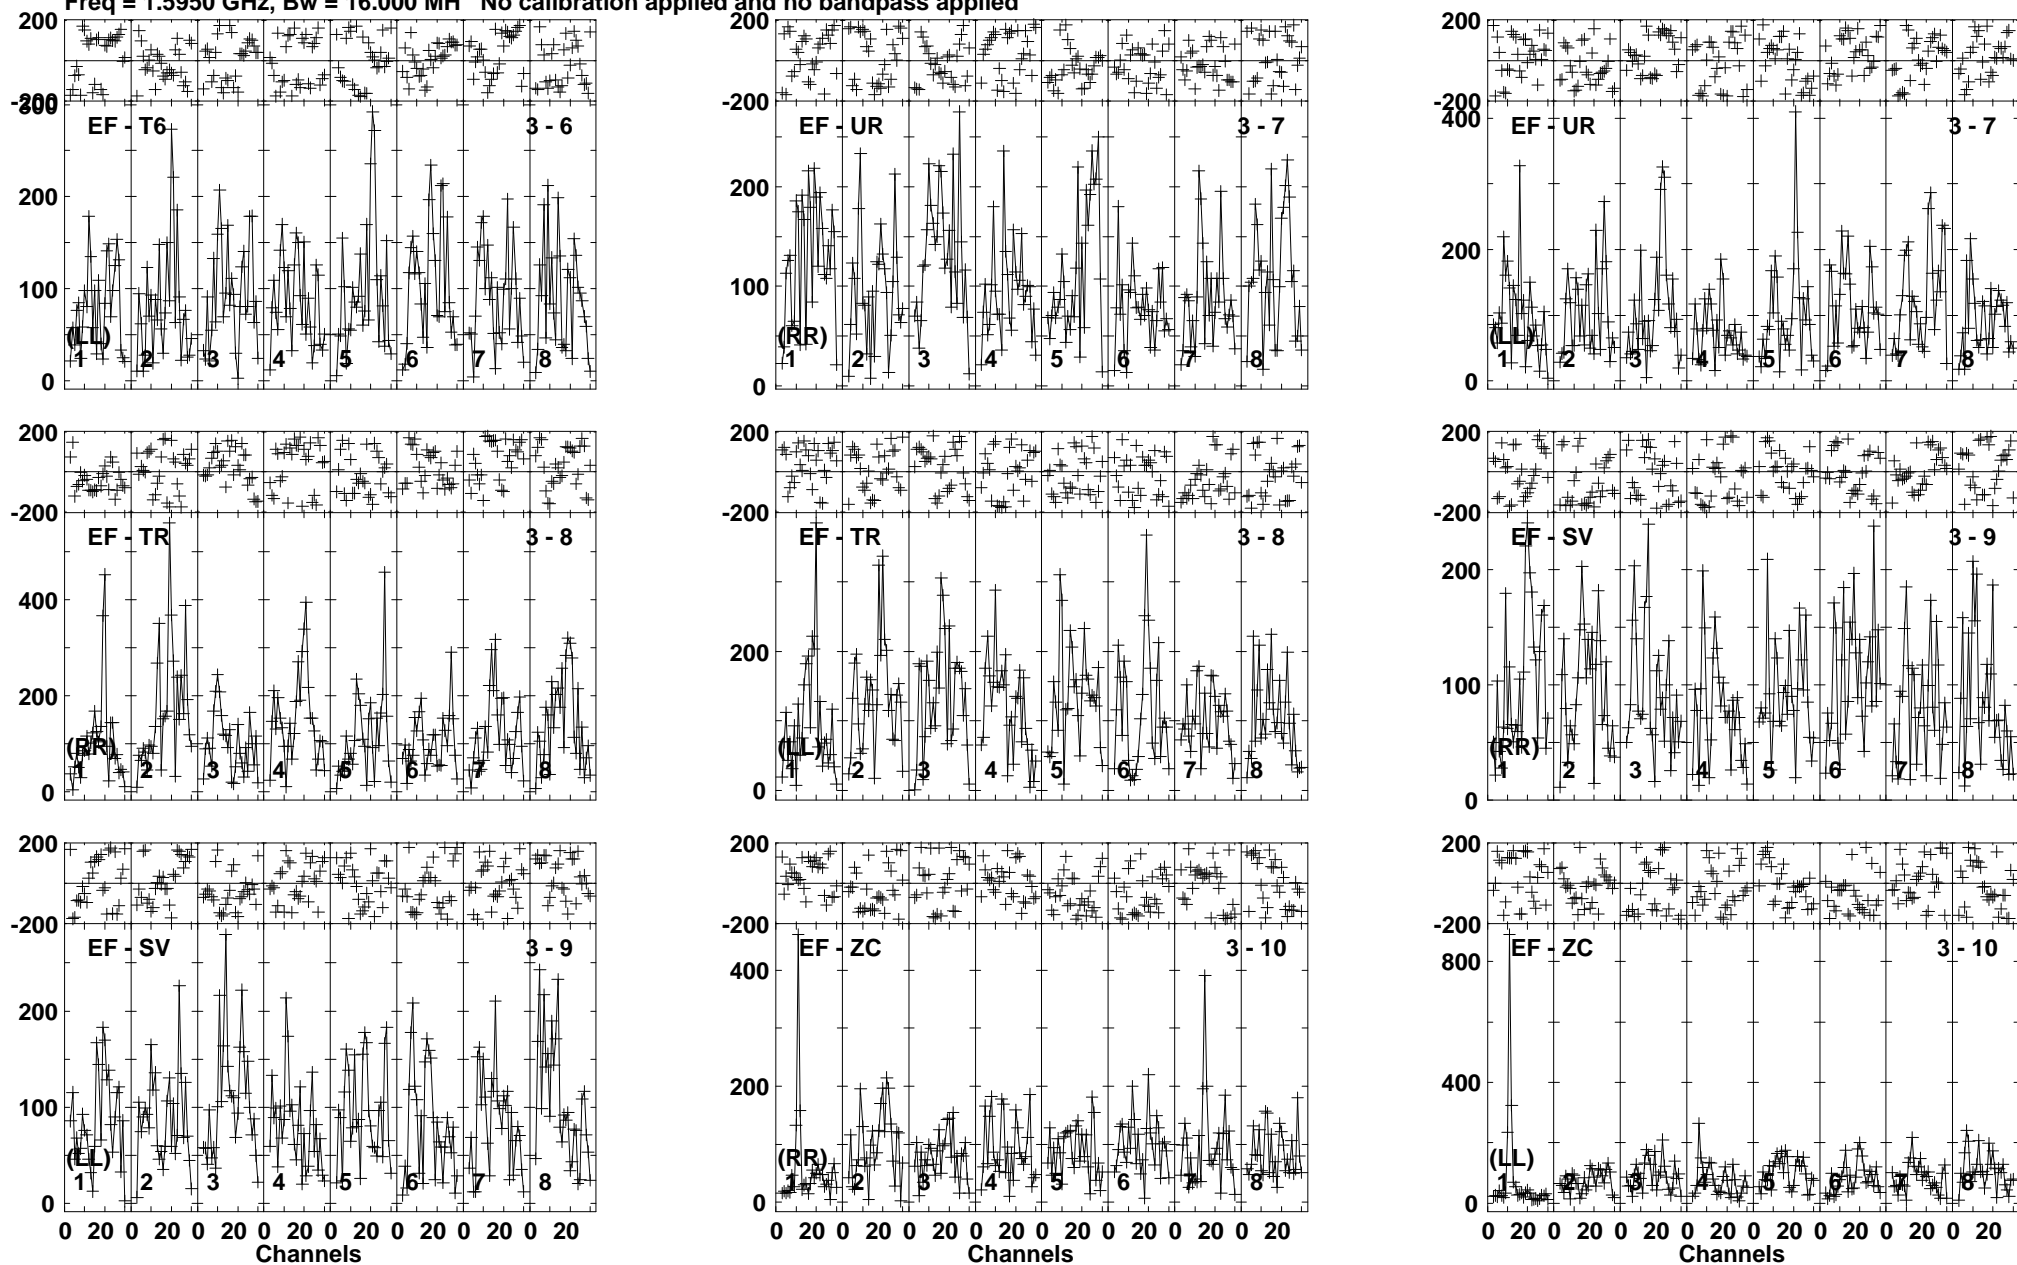 Freq = 1.5950 GHz, Bw = 16.000 MH No calibration applied and no bandpass applied
200 200 200
-200 -200 -200
300
EF - T6 3 - 6 EF - UR 3 - 7 400 EF - UR 3 - 7
200 200 200
100 100
(LL) (RR) (LL)
1 2 3 4 5 6 7 8 1 2 3 4 5 6 7 8 1 2 3 4 5 6 7 8
0 0 0
200 200 200
-200 -200 -200
EF - TR 3 - 8 EF - TR 3 - 8 EF - SV 3 - 9
400 200
200 200 100
(RR) (LL) (RR)
1 2 3 4 5 6 7 8 1 2 3 4 5 6 7 8 1 2 3 4 5 6 7 8
0 0 0
200 200 200
-200 -200 -200
EF - SV 3 - 9 EF - ZC 3 - 10 EF - ZC 3 - 10
200 400 800
100 200 400
(LL) (RR) (LL)
1 2 3 4 5 6 7 8 1 2 3 4 5 6 7 8 1 2 3 4 5 6 7 8
0 0 0
0 20 0 20 0 20 0 20 0 20 0 20 0 20 0 20 0 20 0 20 0 20 0 20 0 20 0 20 0 20 0 20 0 20 0 20 0 20 0 20 0 20 0 20 0 20 0 20
Channels Channels Channels